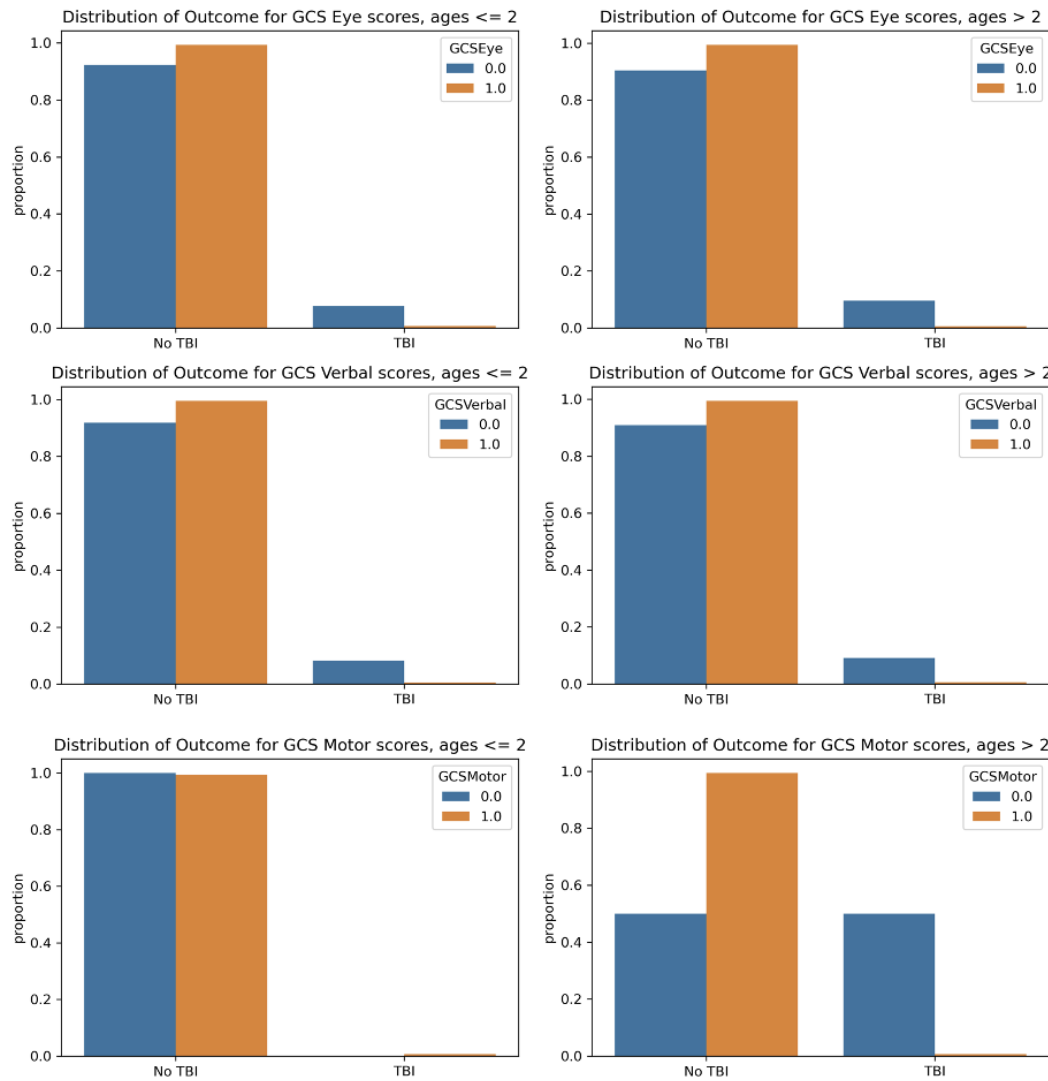 Distribution of Outcome for GCS Eye scores, ages <= 2
proportion
1.0
0.8
0.6
0.4
0.2
0.0
GCSEye
0.0
1.0
No TBI
TBI
Distribution of Outcome for GCS Eye scores, ages > 2
proportion
1.0
0.8
0.6
0.4
0.2
0.0
GCSEye
0.0
1.0
No TBI
TBI
Distribution of Outcome for GCS Verbal scores, ages <= 2
proportion
1.0
0.8
0.6
0.4
0.2
0.0
GCSVerbal
0.0
1.0
No TBI
TBI
Distribution of Outcome for GCS Verbal scores, ages > 2
proportion
1.0
0.8
0.6
0.4
0.2
0.0
GCSVerbal
0.0
1.0
No TBI
TBI
Distribution of Outcome for GCS Motor scores, ages <= 2
proportion
1.0
0.8
0.6
0.4
0.2
0.0
GCSMotor
0.0
1.0
No TBI
TBI
Distribution of Outcome for GCS Motor scores, ages > 2
proportion
1.0
0.8
0.6
0.4
0.2
0.0
GCSMotor
0.0
1.0
No TBI
TBI